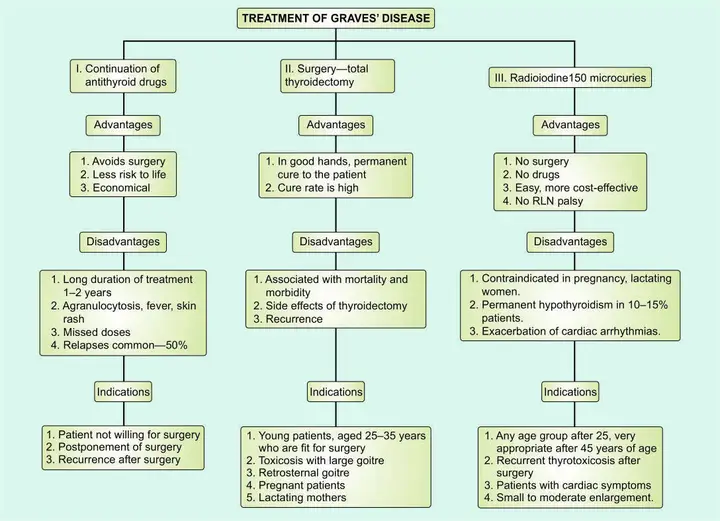 TREATMENT OF GRAVES' DISEASE
I. Continuation of
antithyroid drugs
Advantages
1. Avoids surgery
2. Less risk to life
3. Economical
Disadvantages
1. Long duration of treatment
1–2 years
2. Agranulocytosis, fever, skin
rash
3. Missed doses
4. Relapses common—50%
Indications
1. Patient not willing for surgery
2. Postponement of surgery
3. Recurrence after surgery
II. Surgery—total
thyroidectomy
Advantages
1. In good hands, permanent
cure to the patient
2. Cure rate is high
Disadvantages
1. Associated with mortality and
morbidity
2. Side effects of thyroidectomy
3. Recurrence
Indications
1. Young patients, aged 25–35 years
who are fit for surgery
2. Toxicosis with large goitre
3. Retrosternal goitre
4. Pregnant patients
5. Lactating mothers
III. Radioiodine150 microcuries
Advantages
1. No surgery
2. No drugs
3. Easy, more cost-effective
4. No RLN palsy
Disadvantages
1. Contraindicated in pregnancy, lactating
women.
2. Permanent hypothyroidism in 10–15%
patients.
3. Exacerbation of cardiac arrhythmias.
Indications
1. Any age group after 25, very
appropriate after 45 years of age
2. Recurrent thyrotoxicosis after
surgery
3. Patients with cardiac symptoms
4. Small to moderate enlargement.